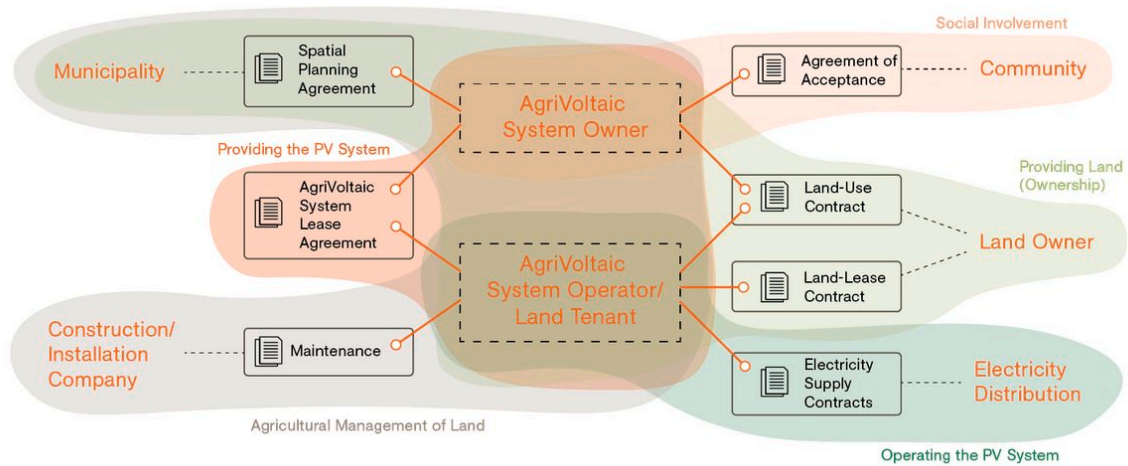 Social Involvement
Municipality
Spatial
Planning
Agreement
AgriVoltaic
System Owner
Agreement of
Acceptance
Community
Providing the PV System
AgriVoltaic
System
Lease
Agreement
Land-Use
Contract
Providing Land
(Ownership)
Land Owner
AgriVoltaic
System Operator/
Land Tenant
Land-Lease
Contract
Construction/
Installation
Company
Maintenance
Electricity
Supply
Contracts
Electricity
Distribution
Agricultural Management of Land
Operating the PV System